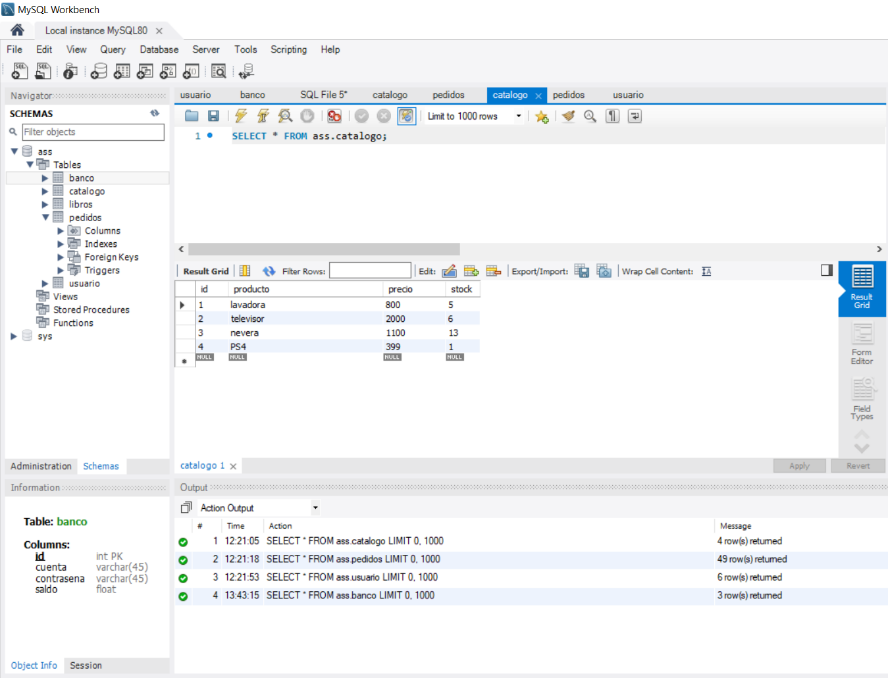 MySQL Workbench
Local instance MySQL80
File Edit View Query Database Server Tools Scripting Help
Navigator
SCHEMAS
Filter objects
ass
Tables
banco
catalogo
libros
pedidos
Columns
Indexes
Foreign Keys
Triggers
usuario
Views
Stored Procedures
Functions
sys
Administration Schemas
Information
Table: banco
Columns:
id int PK
cuenta varchar(45)
contrasena varchar(45)
saldo float
Object Info Session
usuario banco SQL File 5* catalogo pedidos catalogo pedidos usuario
Limit to 1000 rows
1 SELECT * FROM ass.catalogo;
Result Grid Filter Rows: Edit: Export/Import: Wrap Cell Content:
id producto precio stock
1 lavadora 800 5
2 televisor 2000 6
3 nevera 1100 13
4 PS4 399 1
NULL NULL NULL NULL
Result
Grid
Form
Editor
Field
Types
catalogo 1 Apply Revert
Output
Action Output
# Time Action Message
1 12:21:05 SELECT * FROM ass.catalogo LIMIT 0, 1000 4 row(s) returned
2 12:21:18 SELECT * FROM ass.pedidos LIMIT 0, 1000 49 row(s) returned
3 12:21:53 SELECT * FROM ass.usuario LIMIT 0, 1000 6 row(s) returned
4 13:43:15 SELECT * FROM ass.banco LIMIT 0, 1000 3 row(s) returned